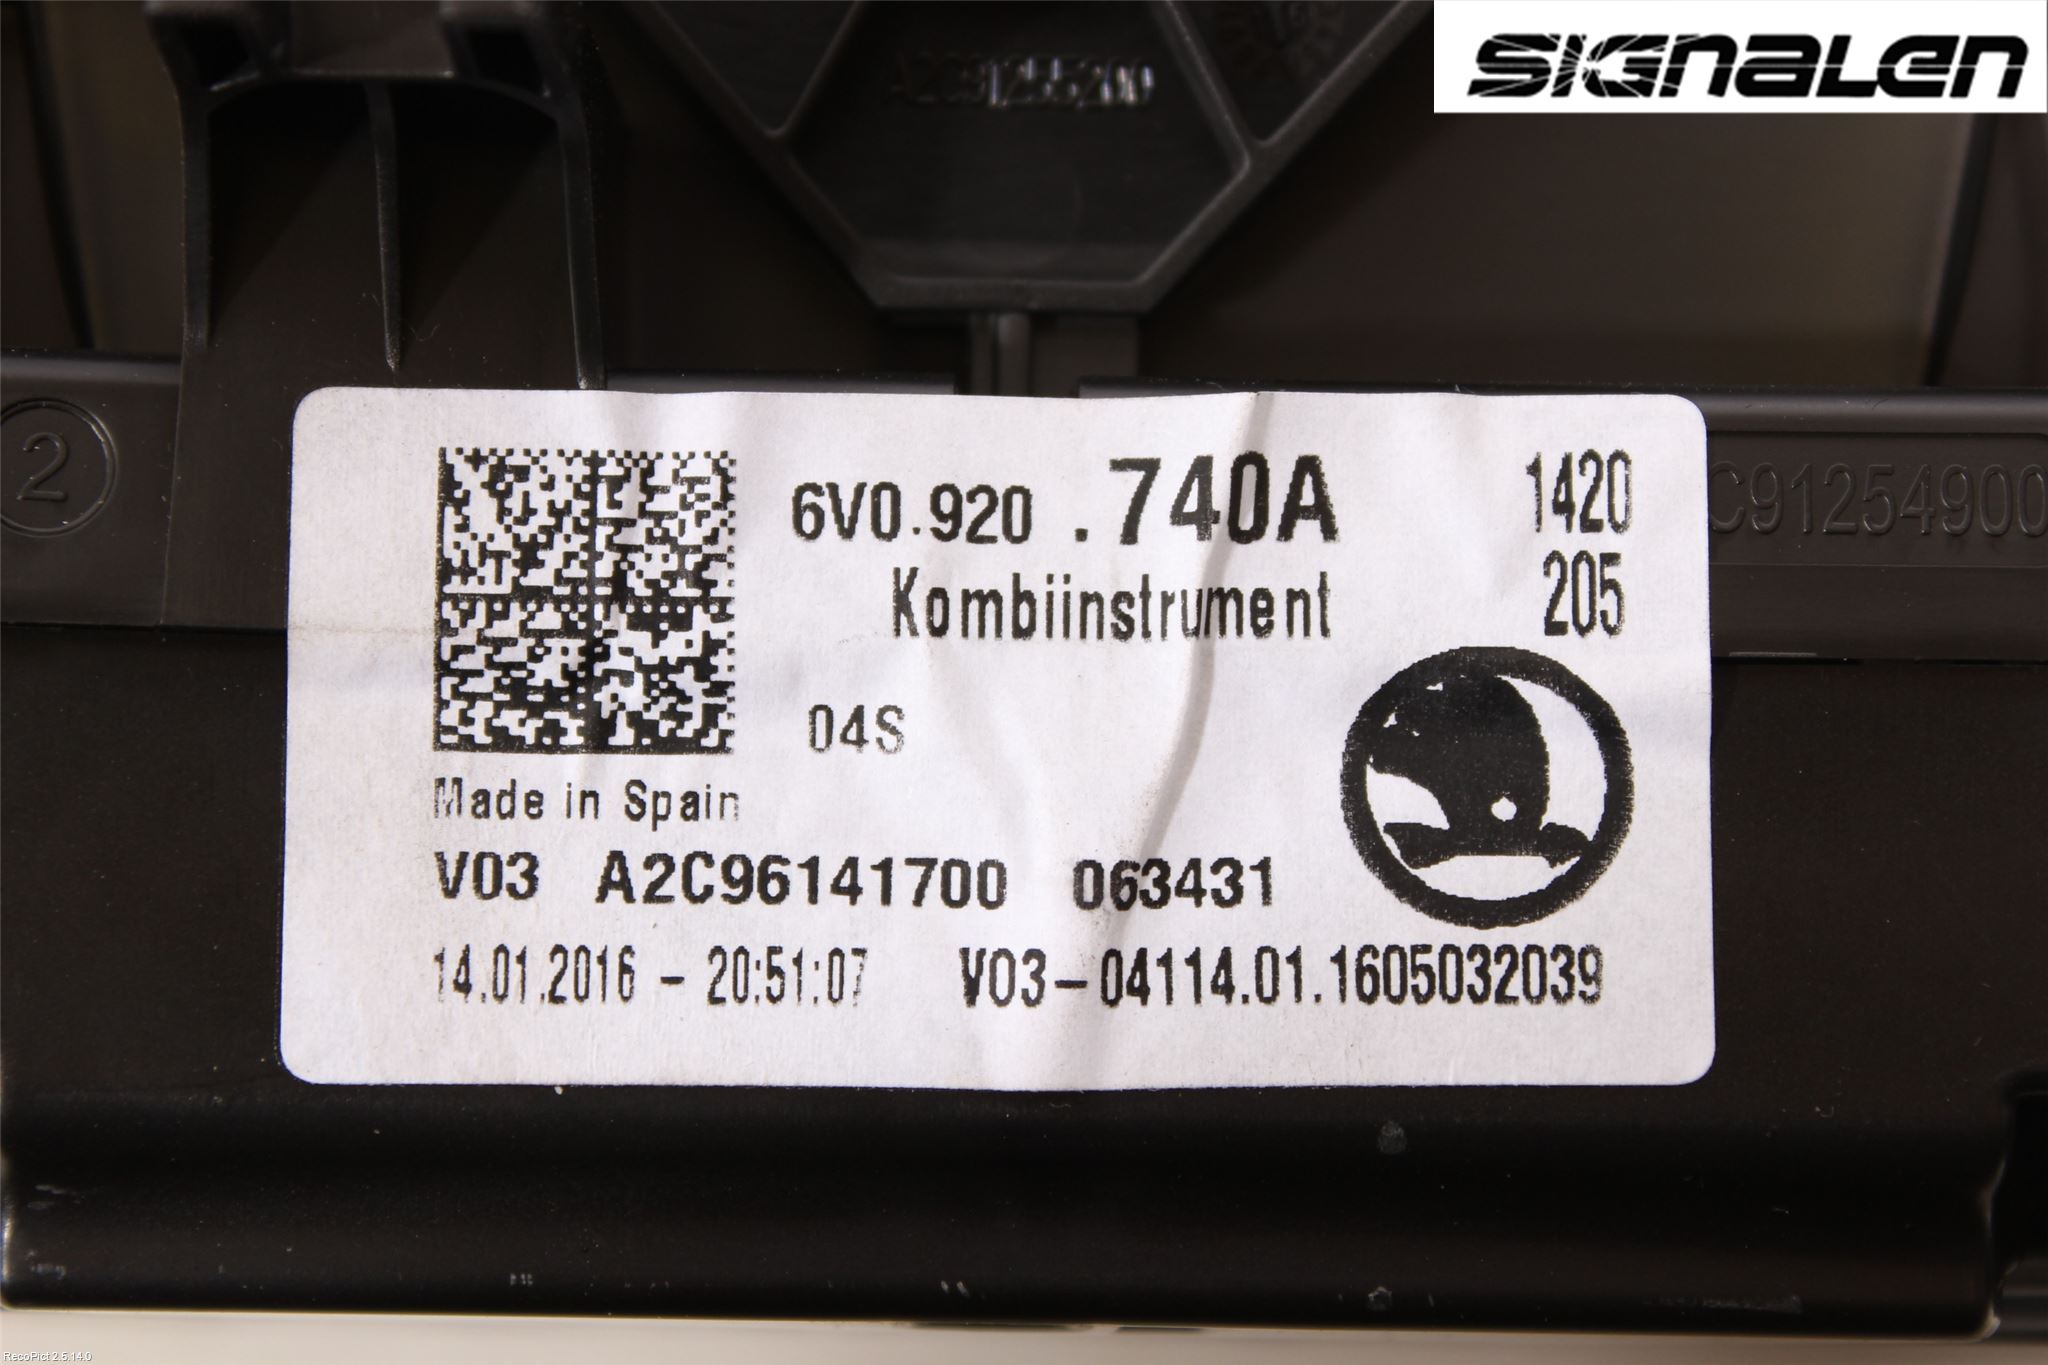 SIGNALEN
A2C91255200
2
6V0.920 .740A 1420
C91254900
Kombiinstrument 205
04S
Made in Spain
V03 A2C96141700 063431
14.01.2016 - 20:51:07 V03-04114.01.1605032039
RecoPict 2.5.14.0